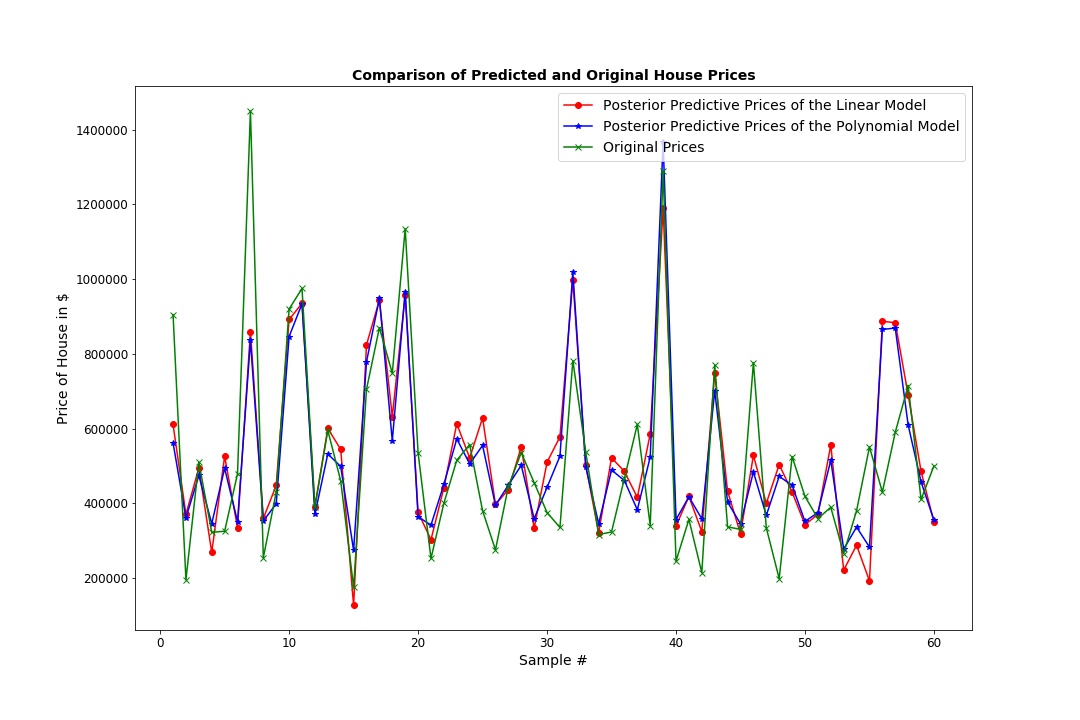 Comparison of Predicted and Original House Prices
Posterior Predictive Prices of the Linear Model
Posterior Predictive Prices of the Polynomial Model
Original Prices
1400000
1200000
1000000
800000
600000
400000
200000
Price of House in $
0 10 20 30 40 50 60
Sample #